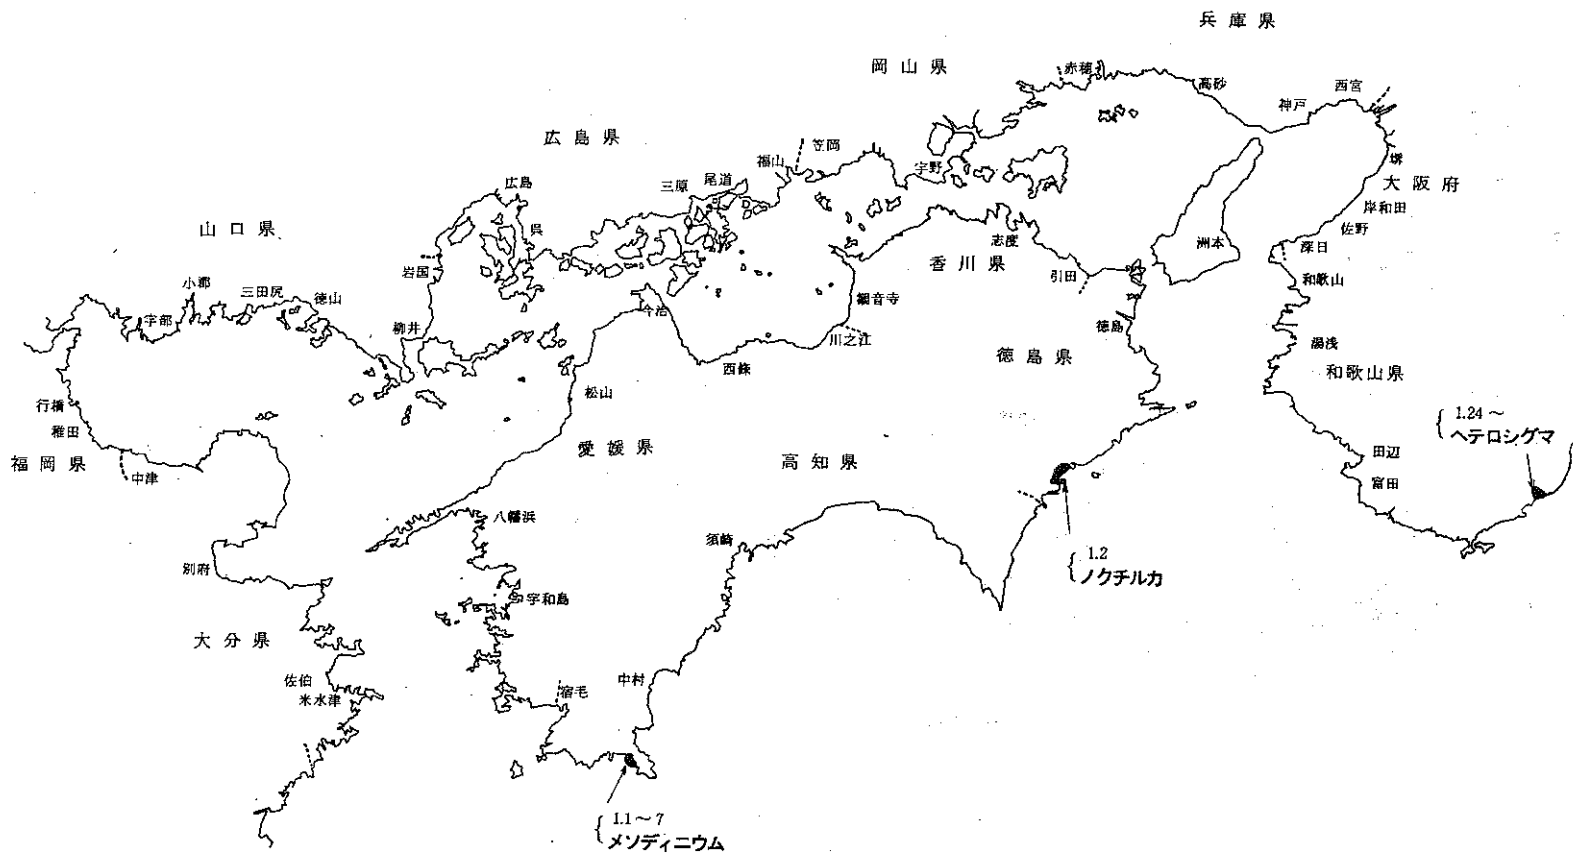 兵庫県
岡山県
赤穂
高砂
西宮
神戸
広島県
福山
笠岡
宇野
堺
大阪府
広島
三原
尾道
岸和田
山口県
呉
志度
洲本
佐野
深日
岩国
香川県
引田
和歌山
小郡
三田尻
徳山
宇部
今治
観音寺
柳井
川之江
徳島
湯浅
徳島県
西條
和歌山県
行橋
松山
1.24～
ヘテロシグマ
稚田
愛媛県
福岡県
高知県
田辺
中津
富田
八幡浜
須崎
1.2
ノクチルカ
別府
宇和島
大分県
佐伯
中村
宿毛
米水津
1.1～7
メソディニウム